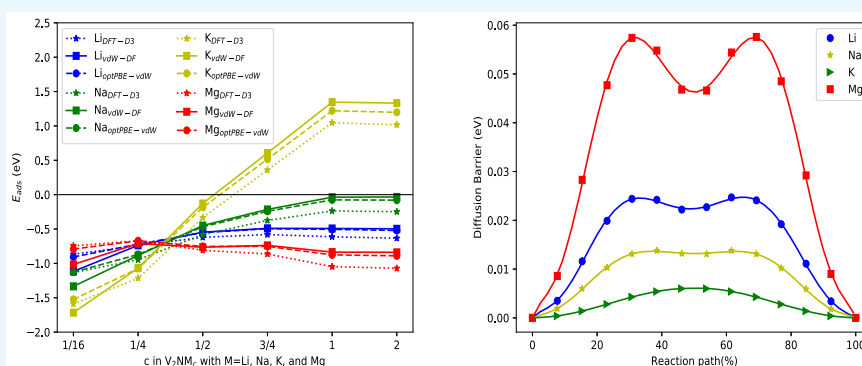 2.5
2.0
1.5
1.0
0.5
0.0
−0.5
−1.0
−1.5
−2.0
E_ads (eV)
Li_DFT−D3
Li_vdW−DF
Li_optPBE−vdW
Na_DFT−D3
Na_vdW−DF
Na_optPBE−vdW
K_DFT−D3
K_vdW−DF
K_optPBE−vdW
Mg_DFT−D3
Mg_vdW−DF
Mg_optPBE−vdW
1/16 1/4 1/2 3/4 1 2
c in V₂NM_c with M=Li, Na, K, and Mg
0.06
0.05
0.04
0.03
0.02
0.01
0.00
Diffusion Barrier (eV)
Li
Na
K
Mg
0 20 40 60 80 100
Reaction path(%)